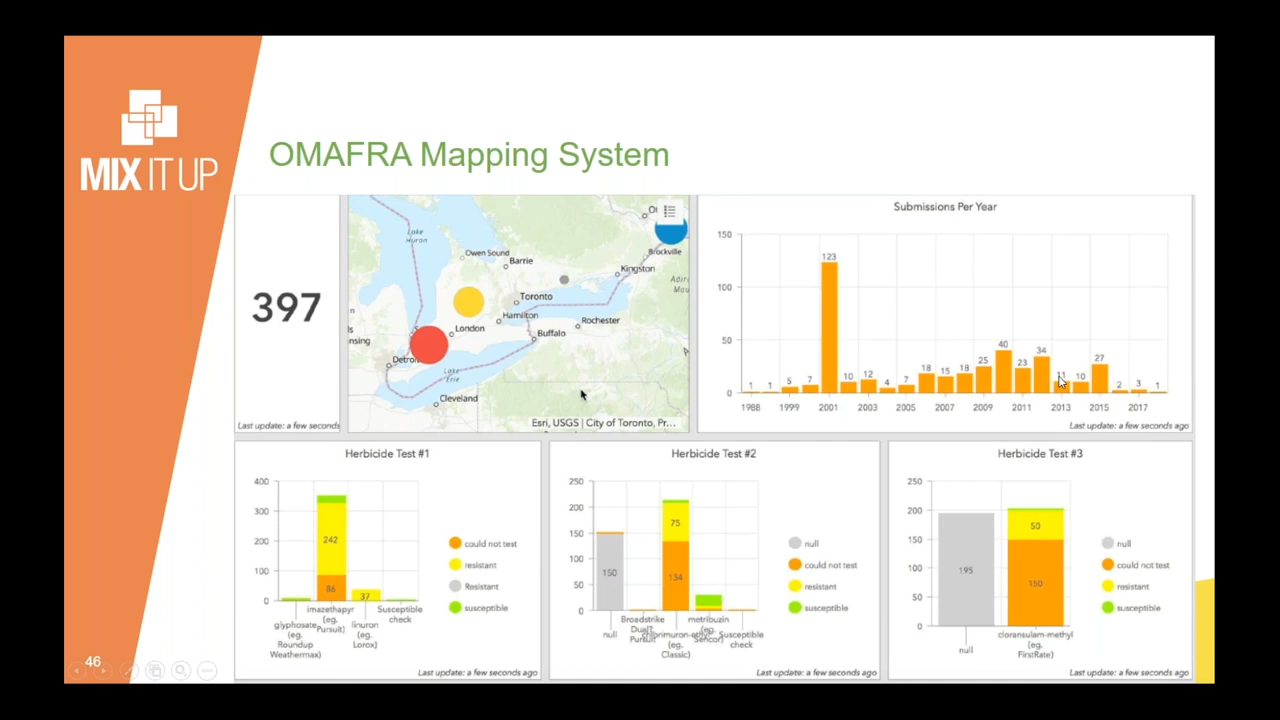 MIX IT UP
OMAFRA Mapping System
397
Last update: a few seconds
Lake
Huron
Owen Sound
Barrie
Brockville
Kingston
Toronto
Hamilton
London
Buffalo
Rochester
Lake
Erie
Cleveland
Esri, USGS | City of Toronto, Pr...
Submissions Per Year
150
100
50
0
1 1 5 7 123 10 12 4 7 18 15 18 25 40 23 34 11 10 27 2 3 1
1988 1999 2001 2003 2005 2007 2009 2011 2013 2015 2017
Last update: a few seconds ago
Herbicide Test #1
400
300
200
100
0
242
86
37
glyphosate
(eg.
Roundup
Weathermax)
imazethapyr
(eg.
Pursuit)
linuron
(eg.
Lorox)
Susceptible
check
could not test
resistant
Resistant
susceptible
Last update: a few seconds ago
Herbicide Test #2
250
200
150
100
50
0
150
75
134
null
Broadstrike
Dual?
Pursuit
(eg.
Classic)
metribuzin
(eg.
Sencor)
Susceptible
check
null
could not test
resistant
susceptible
Last update: a few seconds ago
Herbicide Test #3
250
200
150
100
50
0
195
50
150
null
cloransulam-methyl
(eg.
FirstRate)
null
could not test
resistant
susceptible
Last update: a few seconds ago
46